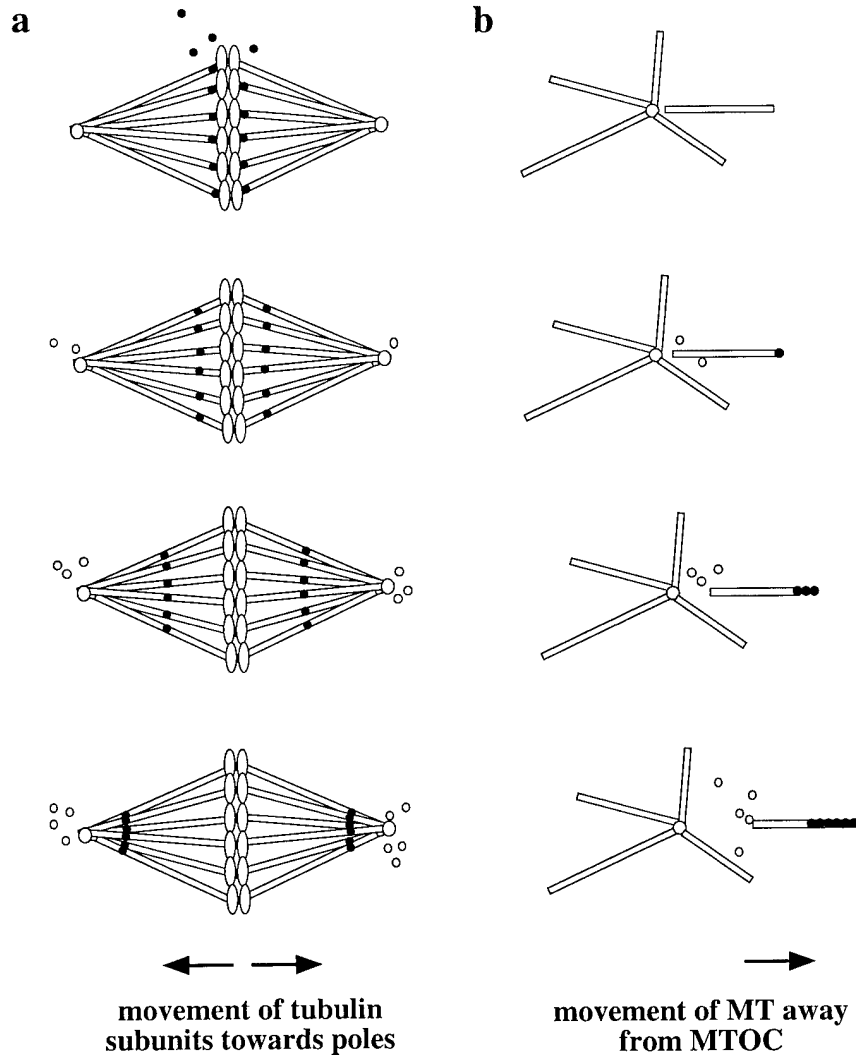 a
b
movement of tubulin
subunits towards poles
movement of MT away
from MTOC